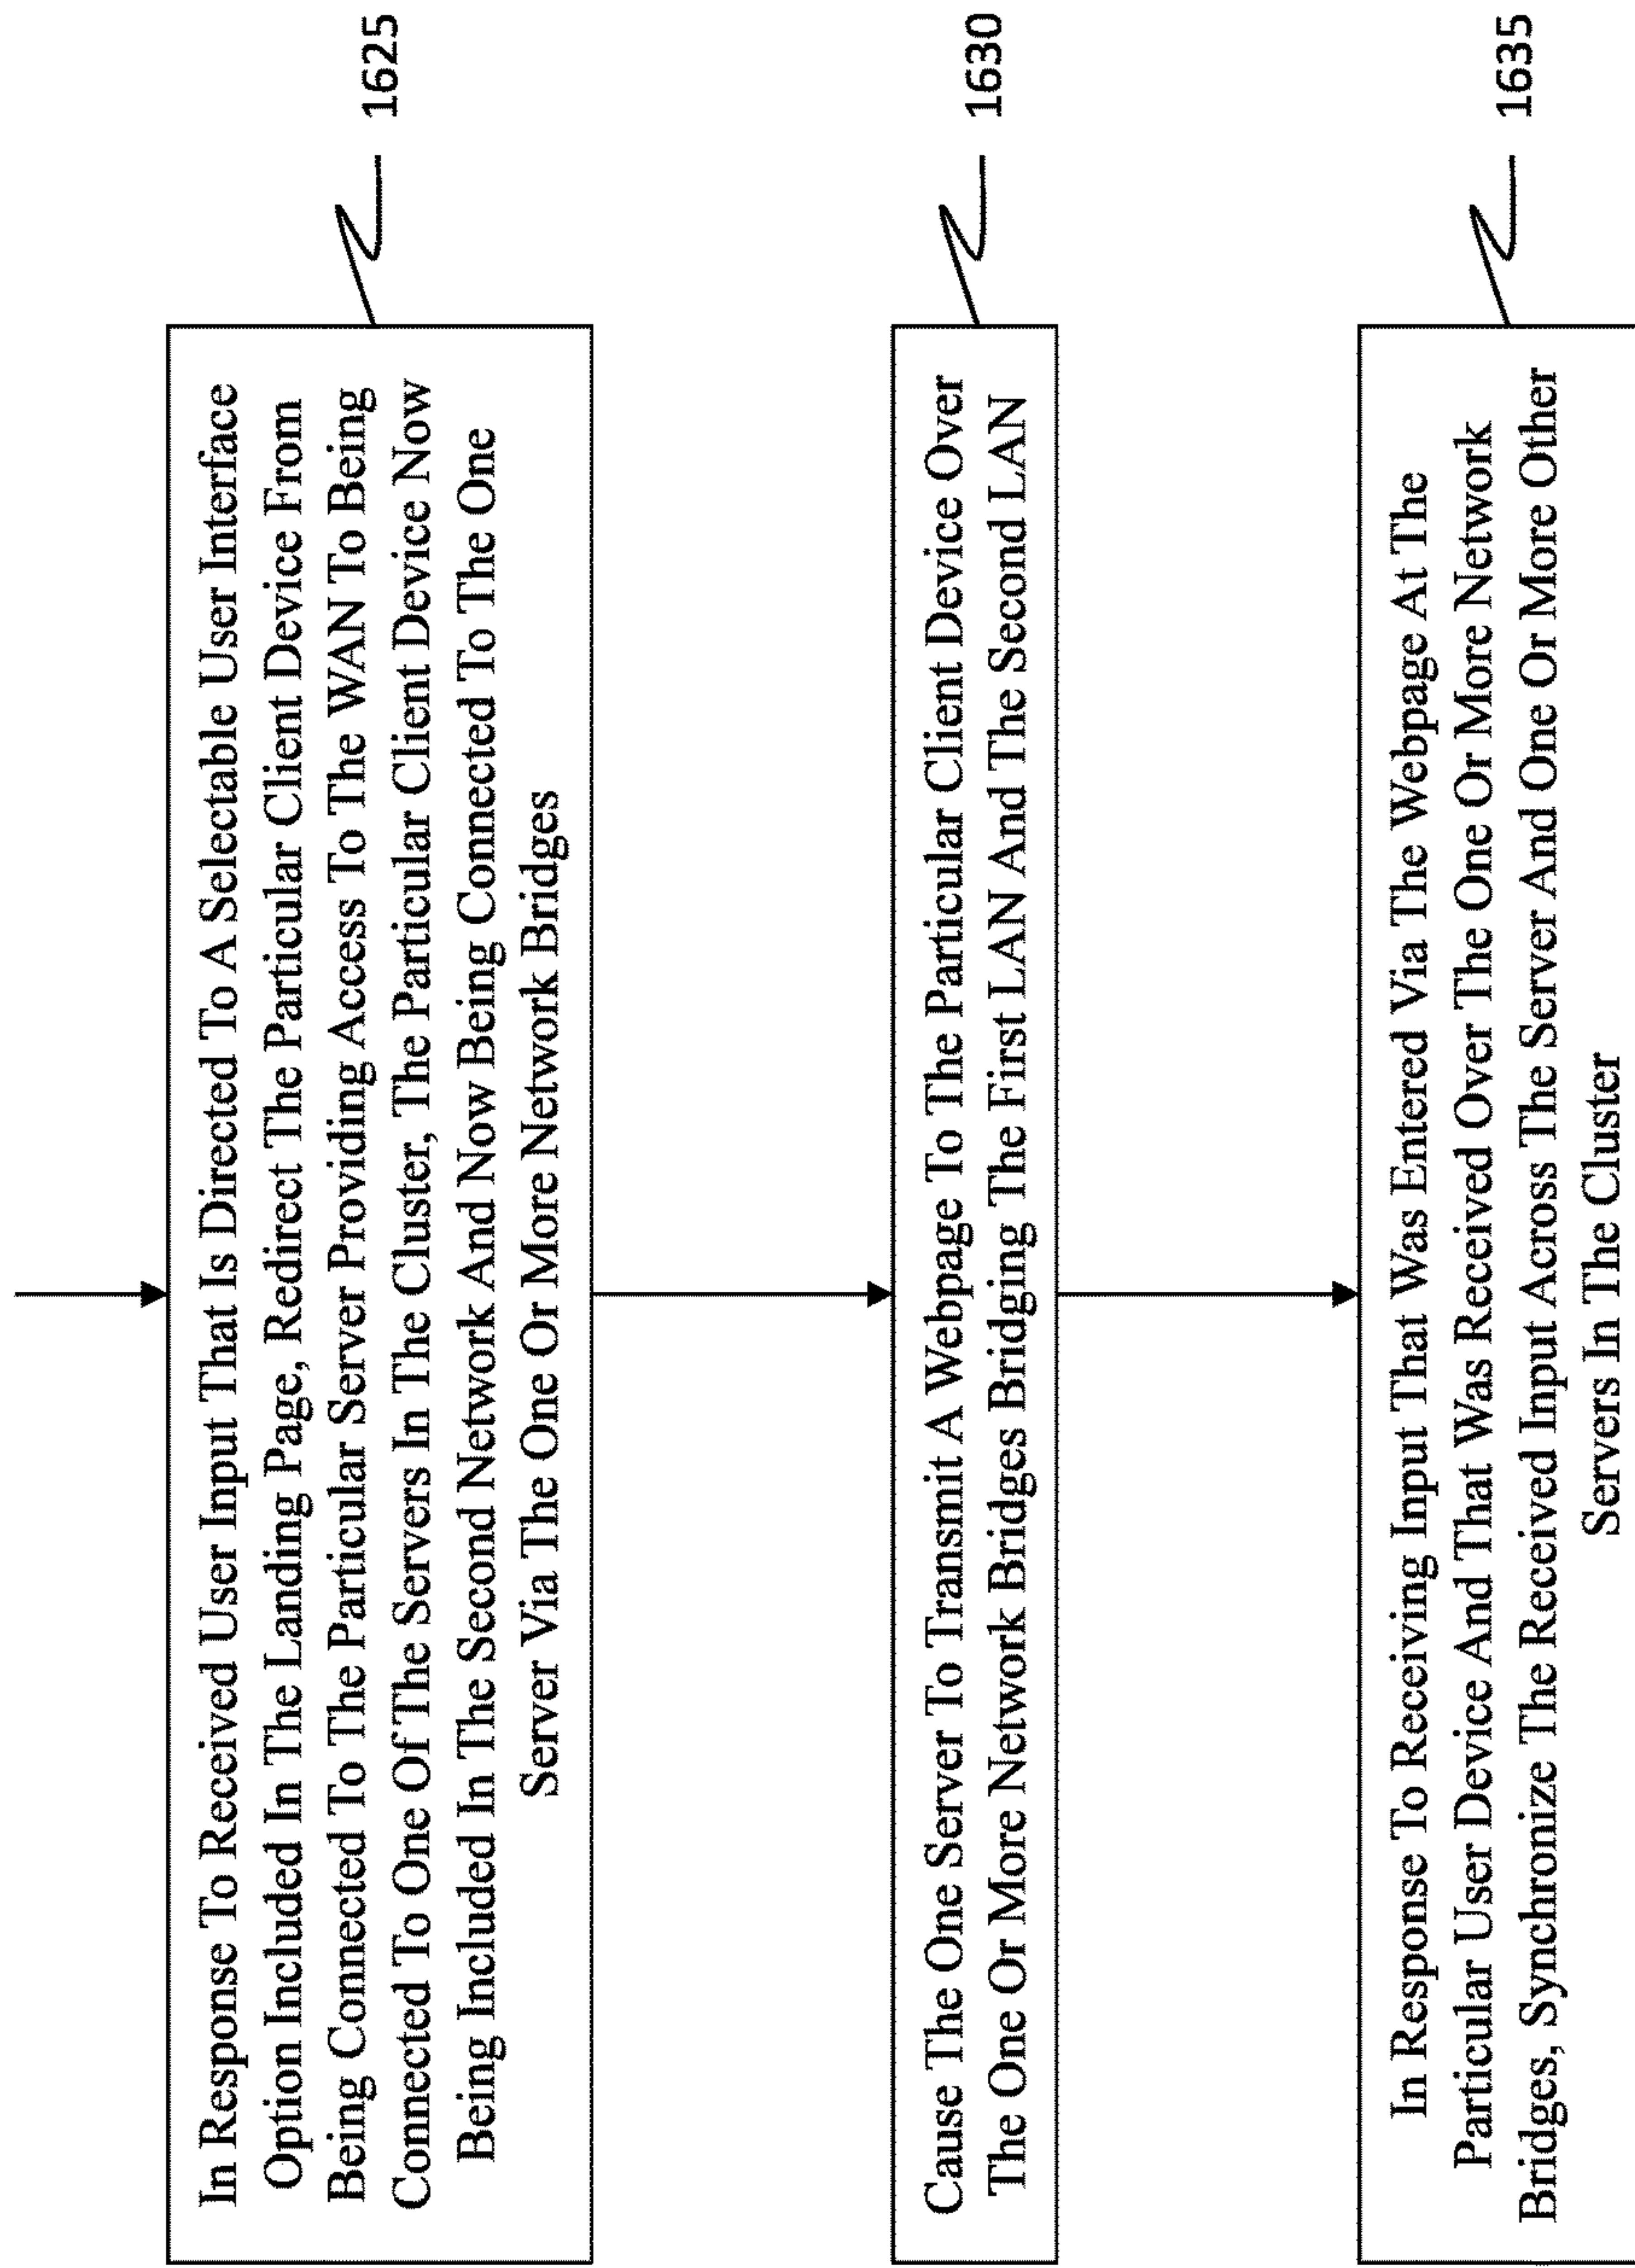 In Response To Received User Input That Is Directed To A Selectable User Interface
Option Included In The Landing Page, Redirect The Particular Client Device From
Being Connected To The Particular Server Providing Access To The WAN To Being
Connected To One Of The Servers In The Cluster, The Particular Client Device Now
Being Included In The Second Network And Now Being Connected To The One
Server Via The One Or More Network Bridges
1625
Cause The One Server To Transmit A Webpage To The Particular Client Device Over
The One Or More Network Bridges Bridging The First LAN And The Second LAN
1630
In Response To Receiving Input That Was Entered Via The Webpage At The
Particular User Device And That Was Received Over The One Or More Network
Bridges, Synchronize The Received Input Across The Server And One Or More Other
Servers In The Cluster
1635